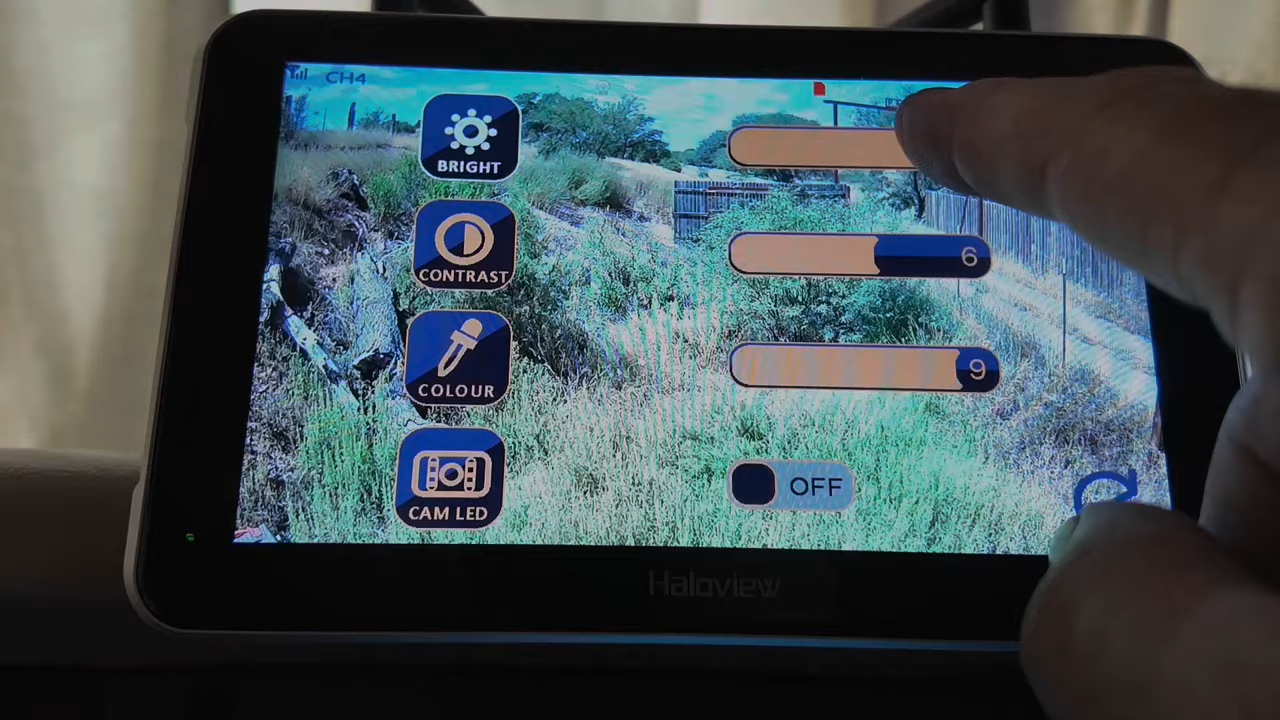 CH4
BRIGHT
CONTRAST
6
COLOUR
9
CAM LED
OFF
Haloview